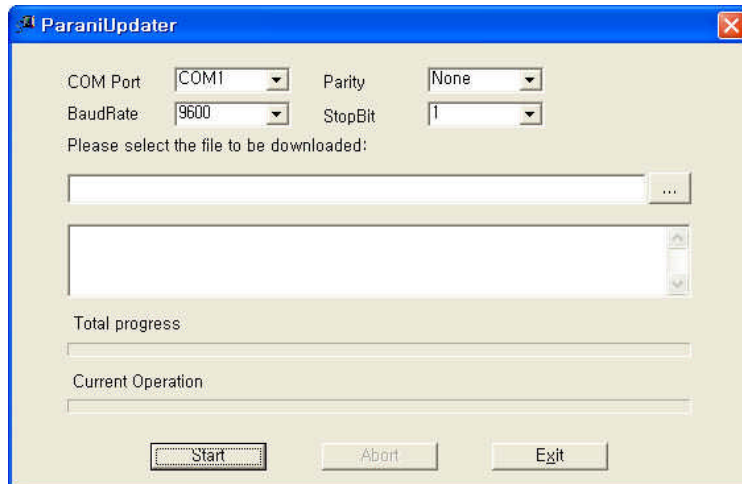 ParaniUpdater
COM Port COM1 Parity None
BaudRate 9600 StopBit 1
Please select the file to be downloaded:
...
Total progress
Current Operation
Start Abort Exit